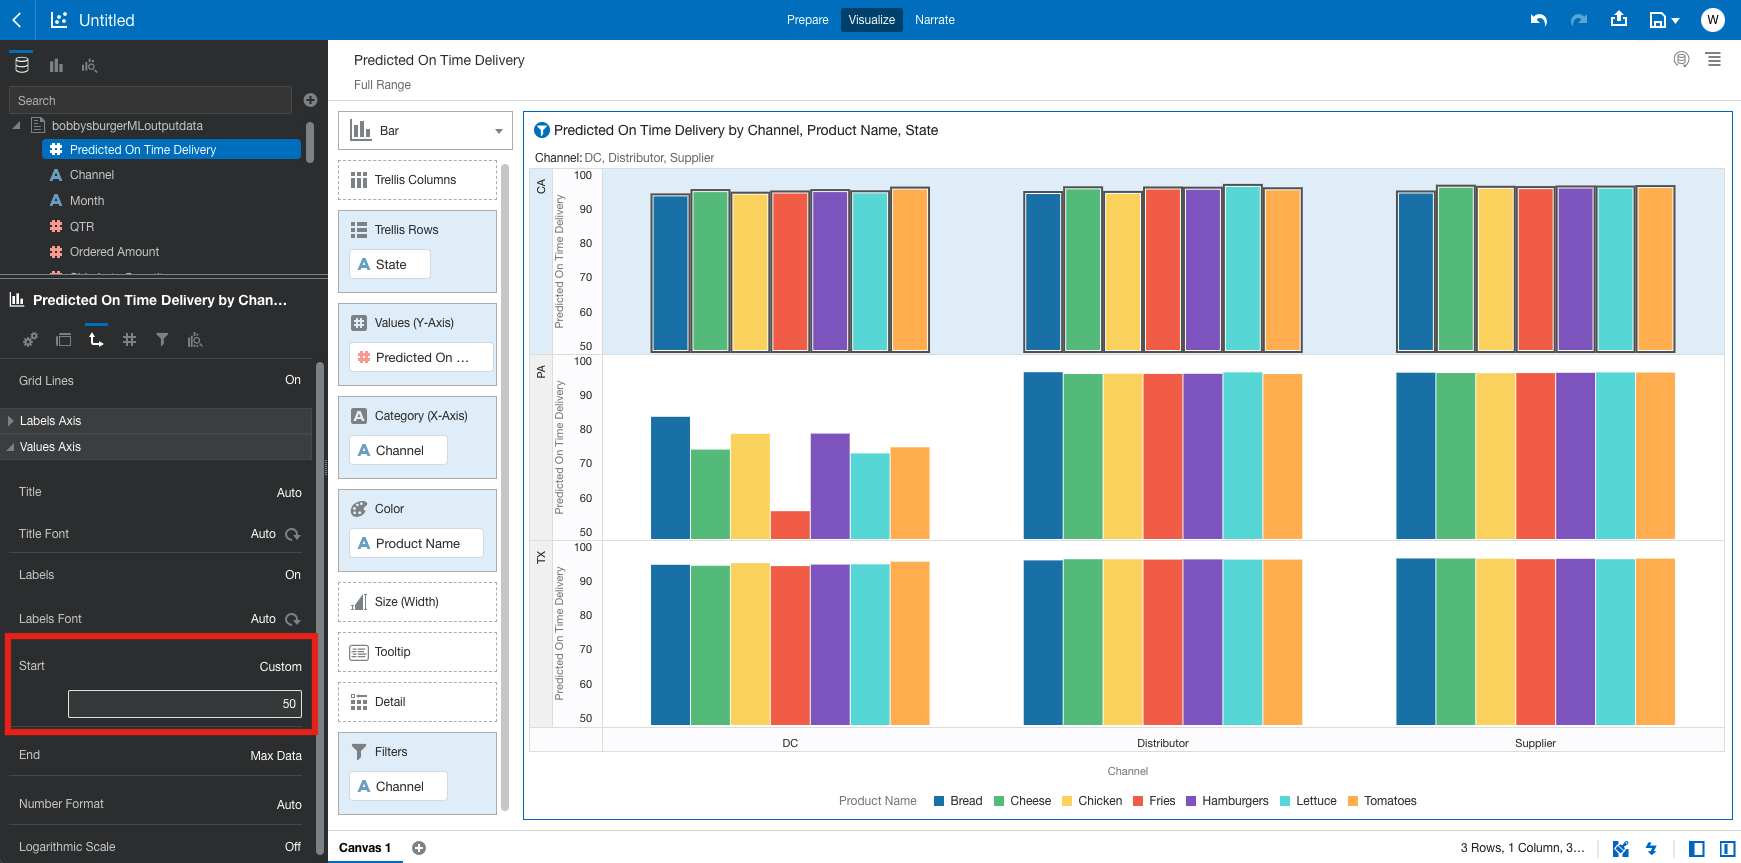 Untitled
Prepare
Visualize
Narrate
W
Search
bobbysburgerMLoutputdata
Predicted On Time Delivery
A Channel
A Month
QTR
Ordered Amount
Predicted On Time Delivery by Chan...
Grid Lines On
Labels Axis
Values Axis
Title Auto
Title Font Auto
Labels On
Labels Font Auto
Start Custom
50
End Max Data
Number Format Auto
Logarithmic Scale Off
Predicted On Time Delivery
Full Range
Bar
Trellis Columns
Trellis Rows
A State
Values (Y-Axis)
Predicted On ...
A Category (X-Axis)
A Channel
Color
A Product Name
Size (Width)
Tooltip
Detail
Filters
A Channel
Predicted On Time Delivery by Channel, Product Name, State
Channel: DC, Distributor, Supplier
CA
Predicted On Time Delivery
100
90
80
70
60
50
PA
Predicted On Time Delivery
100
90
80
70
60
50
TX
Predicted On Time Delivery
100
90
80
70
60
50
DC Distributor Supplier
Channel
Product Name Bread Cheese Chicken Fries Hamburgers Lettuce Tomatoes
Canvas 1
3 Rows, 1 Column, 3...